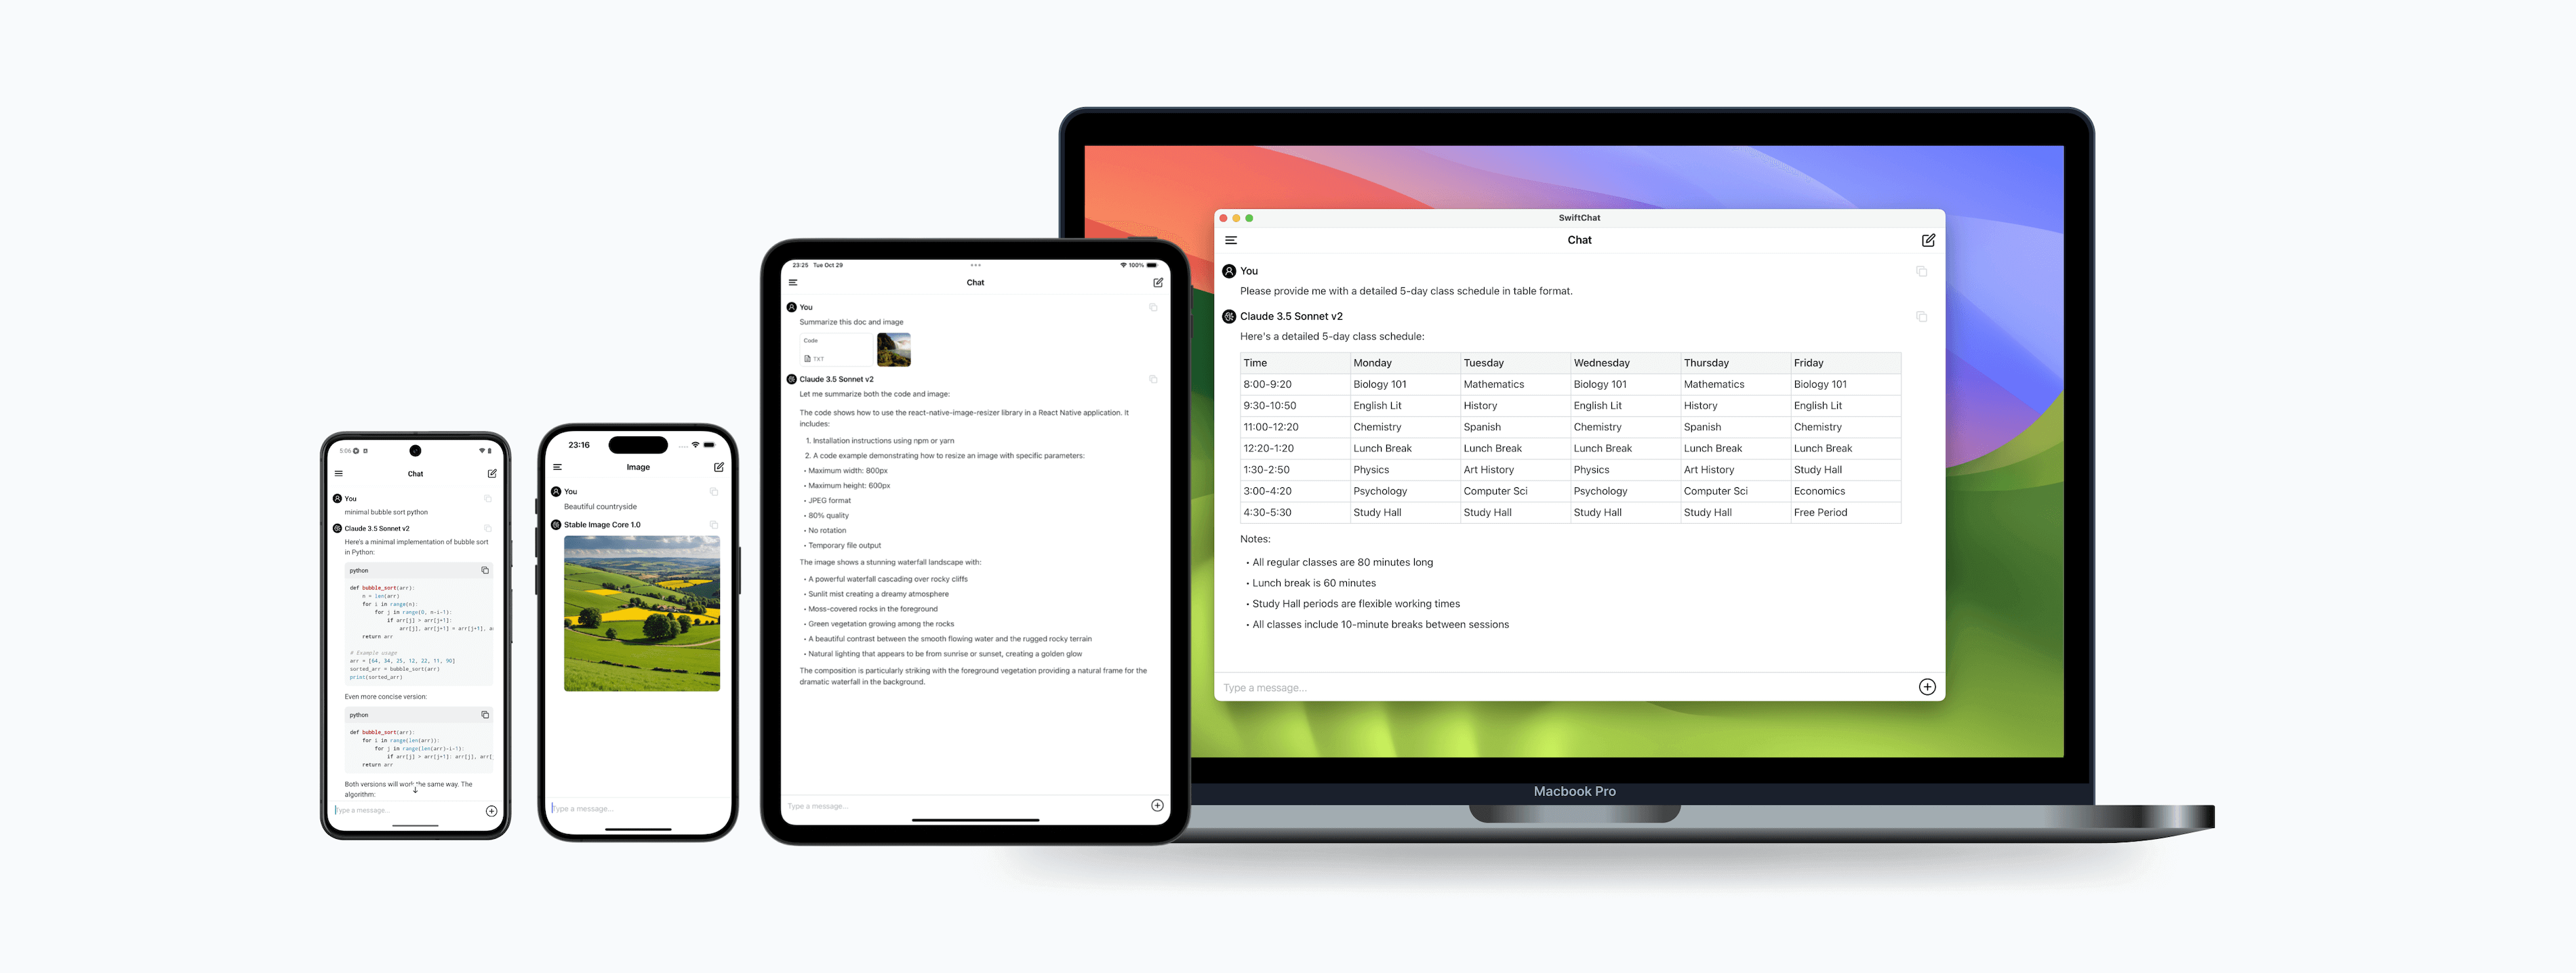 5:06
Chat
You
minimal bubble sort python
Claude 3.5 Sonnet v2
Here's a minimal implementation of bubble sort
in Python:
python
def bubble_sort(arr):
n = len(arr)
for i in range(n):
for j in range(0, n-i-1):
if arr[j] > arr[j+1]:
arr[j], arr[j+1] = arr[j+1], a
return arr
# Example usage
arr = [64, 34, 25, 12, 22, 11, 90]
sorted_arr = bubble_sort(arr)
print(sorted_arr)
Even more concise version:
python
def bubble_sort(arr):
for i in range(len(arr)):
for j in range(len(arr)-i-1):
if arr[j] > arr[j+1]: arr[j], arr[
return arr
Both versions will work the same way. The
algorithm:
Type a message...
23:16
Image
You
Beautiful countryside
Stable Image Core 1.0
Type a message...
23:25 Tue Oct 29
100%
Chat
You
Summarize this doc and image
Code
TXT
Claude 3.5 Sonnet v2
Let me summarize both the code and image:
The code shows how to use the react-native-image-resizer library in a React Native application. It
includes:
1. Installation instructions using npm or yarn
2. A code example demonstrating how to resize an image with specific parameters:
• Maximum width: 800px
• Maximum height: 600px
• JPEG format
• 80% quality
• No rotation
• Temporary file output
The image shows a stunning waterfall landscape with:
• A powerful waterfall cascading over rocky cliffs
• Sunlit mist creating a dreamy atmosphere
• Moss-covered rocks in the foreground
• Green vegetation growing among the rocks
• A beautiful contrast between the smooth flowing water and the rugged rocky terrain
• Natural lighting that appears to be from sunrise or sunset, creating a golden glow
The composition is particularly striking with the foreground vegetation providing a natural frame for the
dramatic waterfall in the background.
Type a message...
SwiftChat
Chat
You
Please provide me with a detailed 5-day class schedule in table format.
Claude 3.5 Sonnet v2
Here's a detailed 5-day class schedule:
Time Monday Tuesday Wednesday Thursday Friday
8:00-9:20 Biology 101 Mathematics Biology 101 Mathematics Biology 101
9:30-10:50 English Lit History English Lit History English Lit
11:00-12:20 Chemistry Spanish Chemistry Spanish Chemistry
12:20-1:20 Lunch Break Lunch Break Lunch Break Lunch Break Lunch Break
1:30-2:50 Physics Art History Physics Art History Study Hall
3:00-4:20 Psychology Computer Sci Psychology Computer Sci Economics
4:30-5:30 Study Hall Study Hall Study Hall Study Hall Free Period
Notes:
• All regular classes are 80 minutes long
• Lunch break is 60 minutes
• Study Hall periods are flexible working times
• All classes include 10-minute breaks between sessions
Type a message...
Macbook Pro